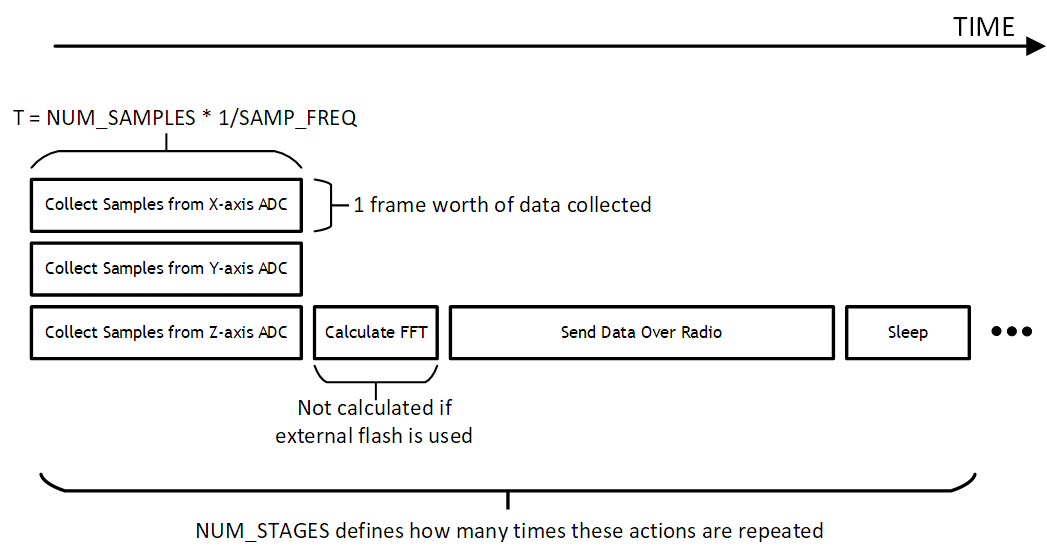 TIME
T = NUM_SAMPLES * 1/SAMP_FREQ
Collect Samples from X-axis ADC
1 frame worth of data collected
Collect Samples from Y-axis ADC
Collect Samples from Z-axis ADC
Calculate FFT
Send Data Over Radio
Sleep
Not calculated if
external flash is used
NUM_STAGES defines how many times these actions are repeated